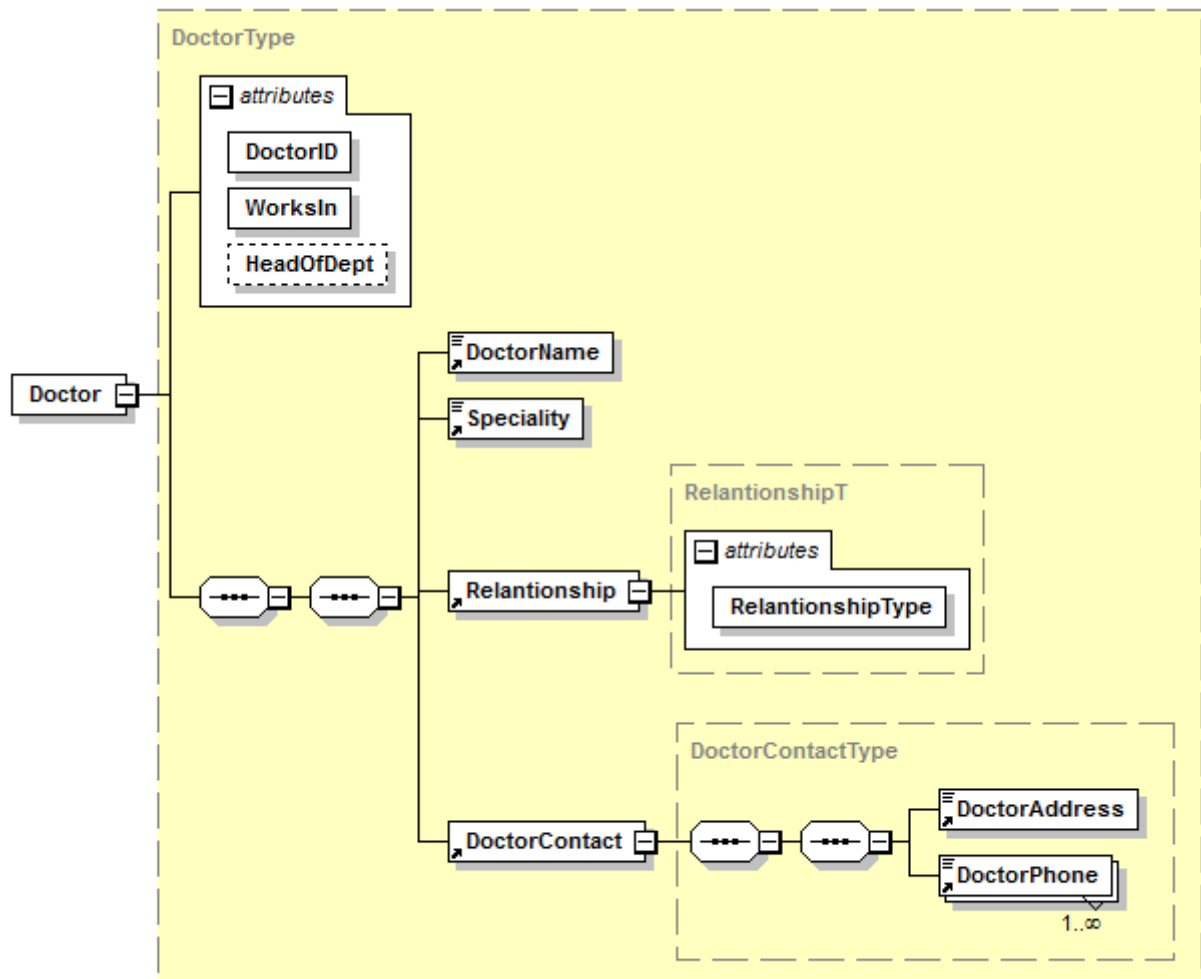 DoctorType
attributes
DoctorID
WorksIn
HeadOfDept
Doctor
DoctorName
Speciality
RelantionshipT
attributes
Relantionship
RelantionshipType
DoctorContactType
DoctorContact
DoctorAddress
DoctorPhone
1..∞